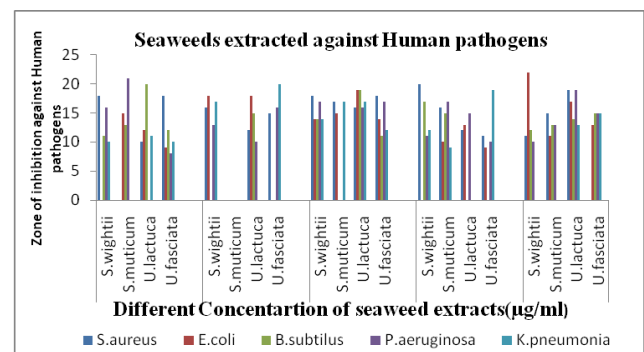 Seaweeds extracted against Human pathogens
Zone of inhibition against Human
pathogens
25
20
15
10
5
0
S.wightii
S.muticum
U.lactuca
U.fasciata
S.wightii
S.muticum
U.lactuca
U.fasciata
S.wightii
S.muticum
U.lactuca
U.fasciata
S.wightii
S.muticum
U.lactuca
U.fasciata
S.wightii
S.muticum
U.lactuca
U.fasciata
Different Concentartion of seaweed extracts(µg/ml)
S.aureus E.coli B.subtilus P.aeruginosa K.pneumonia